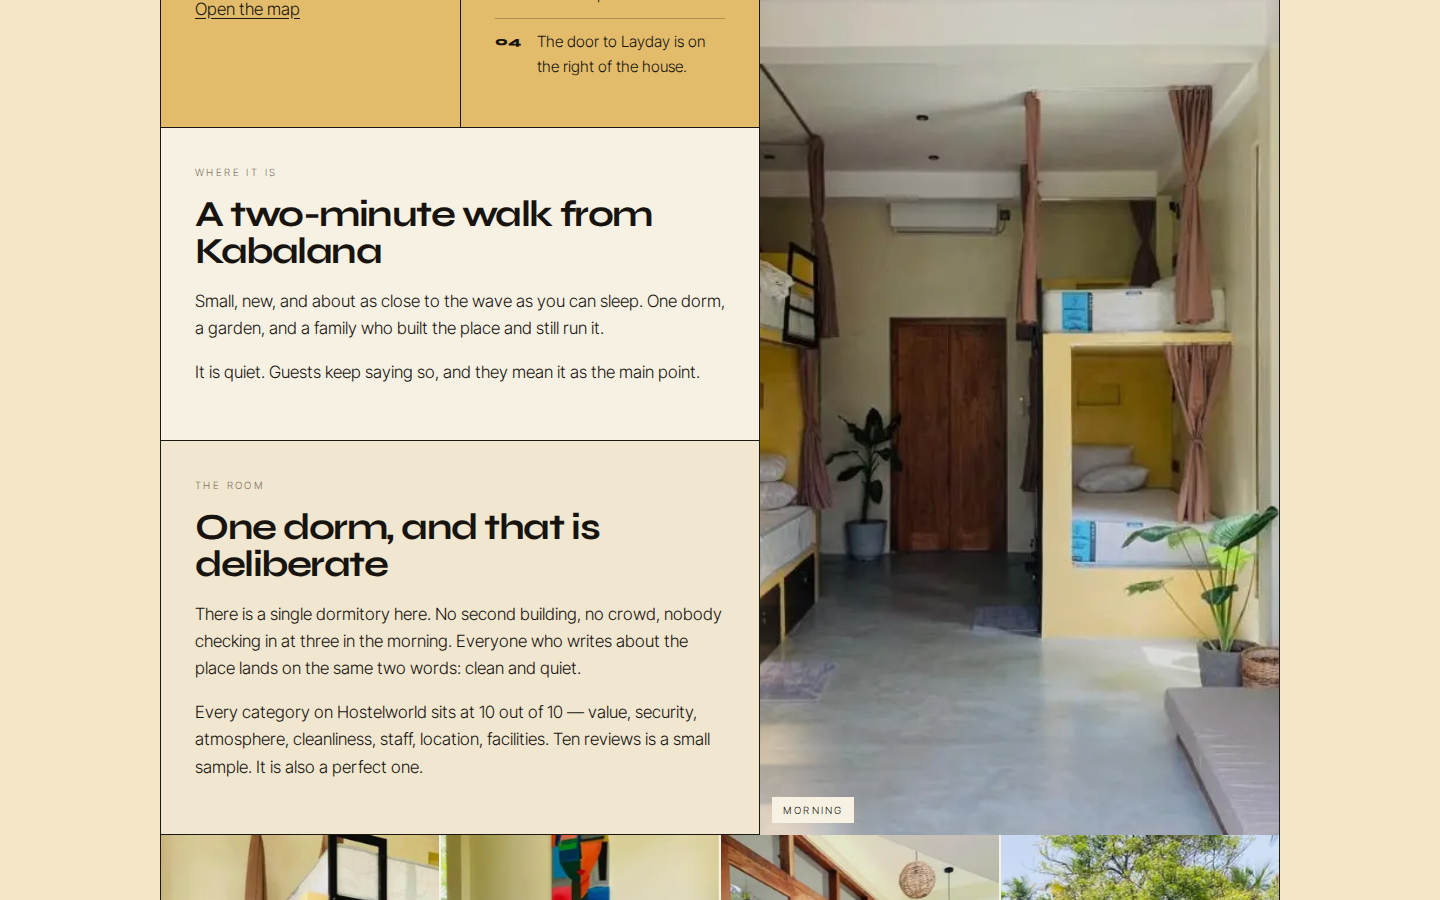 Open the map
04 The door to Layday is on
the right of the house.
WHERE IT IS
A two-minute walk from
Kabalana
Small, new, and about as close to the wave as you can sleep. One dorm,
a garden, and a family who built the place and still run it.
It is quiet. Guests keep saying so, and they mean it as the main point.
THE ROOM
One dorm, and that is
deliberate
There is a single dormitory here. No second building, no crowd, nobody
checking in at three in the morning. Everyone who writes about the
place lands on the same two words: clean and quiet.
Every category on Hostelworld sits at 10 out of 10 — value, security,
atmosphere, cleanliness, staff, location, facilities. Ten reviews is a small
sample. It is also a perfect one.
MORNING